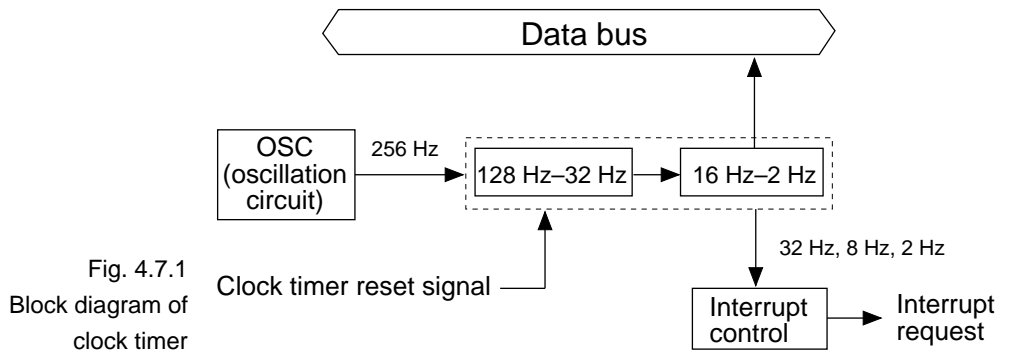 Data bus
OSC
(oscillation
circuit)
256 Hz
128 Hz–32 Hz
16 Hz–2 Hz
32 Hz, 8 Hz, 2 Hz
Clock timer reset signal
Interrupt
control
Interrupt
request
Fig. 4.7.1
Block diagram of
clock timer